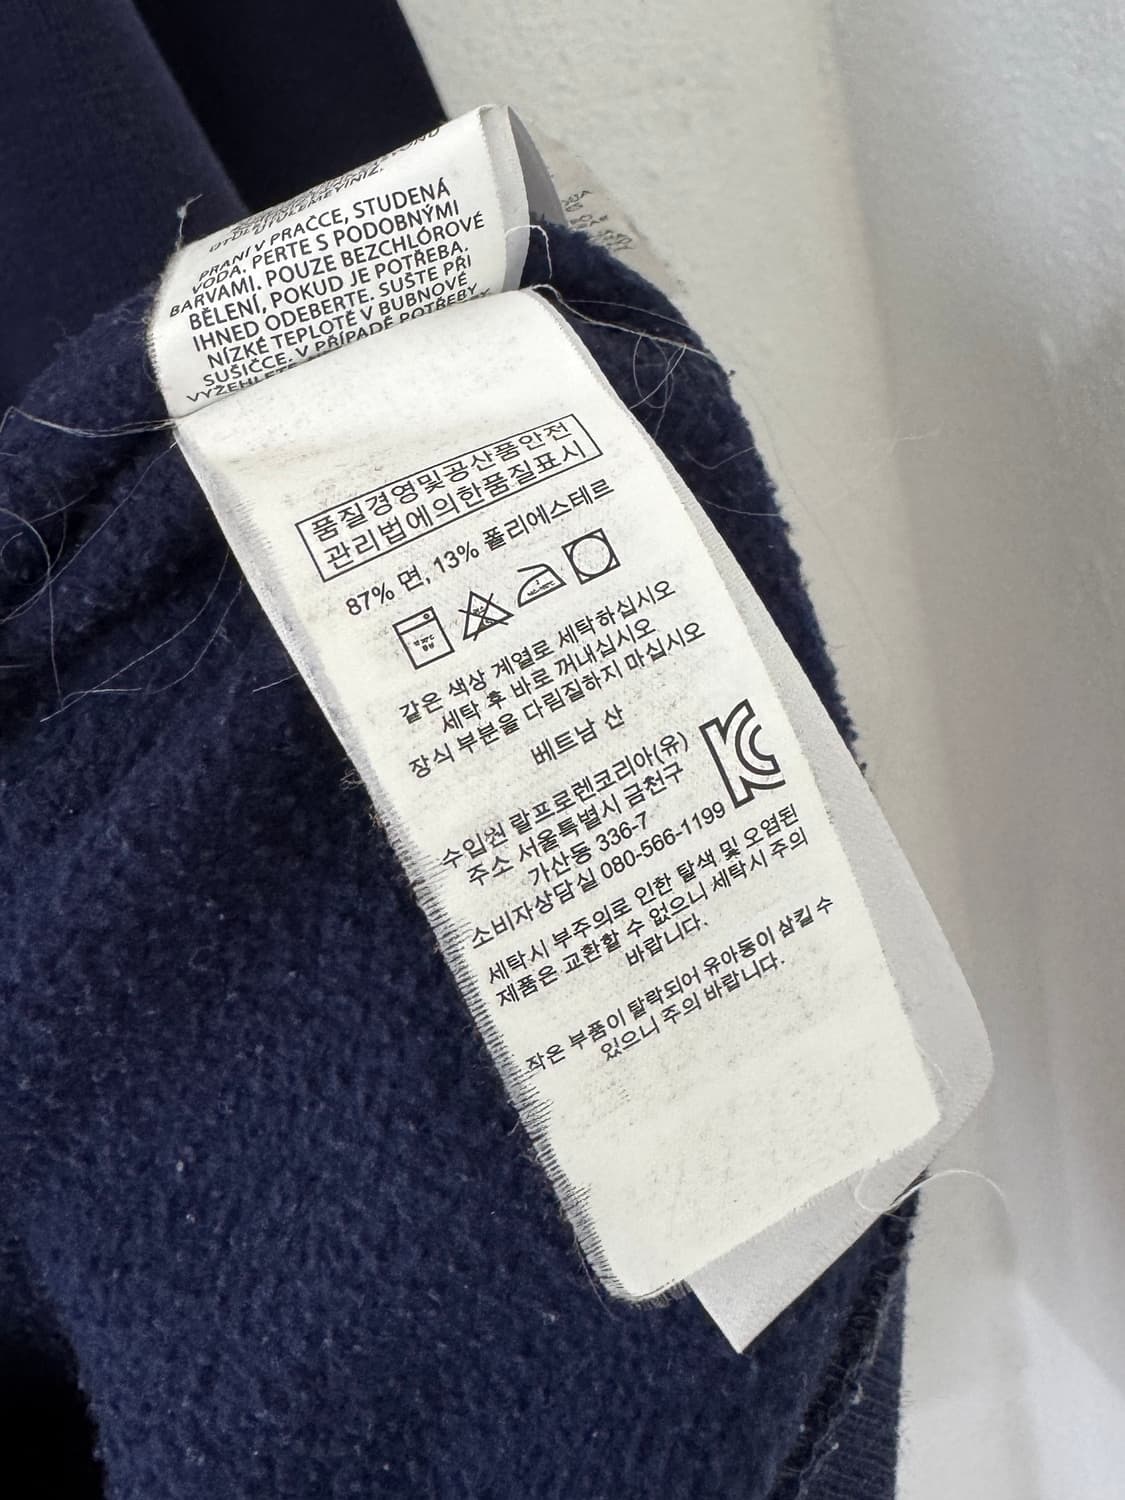 ÜTÜLEMEYİNİZ.
PRANÍ V PRAČCE, STUDENÁ
VODA. PERTE S PODOBNÝMI
BARVAMI. POUZE BEZCHLÓROVÉ
BĚLENÍ, POKUD JE POTŘEBA.
IHNED ODEBERTE. SUŠTE PŘI
NÍZKÉ TEPLOTĚ V BUBNOVÉ
SUŠIČCE. V PŘÍPADĚ POTŘEBY
VYŽEHLETE
품질경영및공산품안전
관리법에의한품질표시
87% 면, 13% 폴리에스테르
같은 색상 계열로 세탁하십시오
세탁 후 바로 꺼내십시오
장식 부분을 다림질하지 마십시오
베트남 산
수입원 랄프로렌코리아(유)
주소 서울특별시 금천구
가산동 336-7
소비자상담실 080-566-1199
세탁시 부주의로 인한 탈색 및 오염된
제품은 교환할 수 없으니 세탁시 주의
바랍니다.
작은 부품이 탈락되어 유아동이 삼킬 수
있으니 주의 바랍니다.